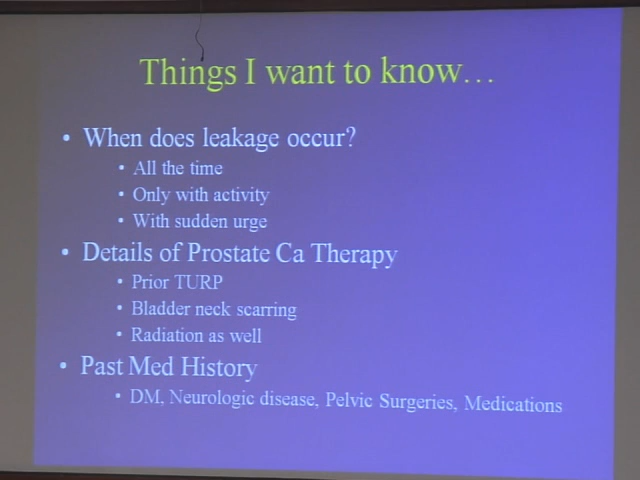 Things I want to know…
• When does leakage occur?
• All the time
• Only with activity
• With sudden urge
• Details of Prostate Ca Therapy
• Prior TURP
• Bladder neck scarring
• Radiation as well
• Past Med History
• DM, Neurologic disease, Pelvic Surgeries, Medications